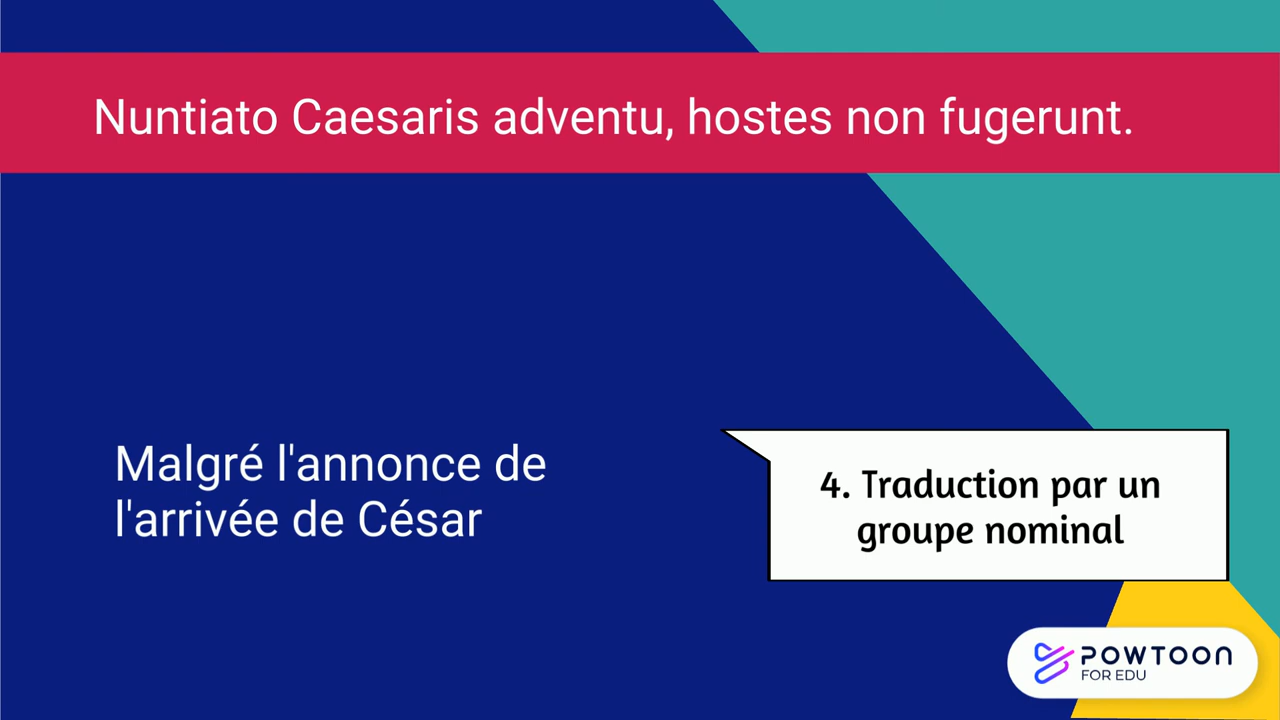 Nuntiato Caesaris adventu, hostes non fugerunt.
Malgré l'annonce de
l'arrivée de César
4. Traduction par un
groupe nominal
POWTOON
FOR EDU